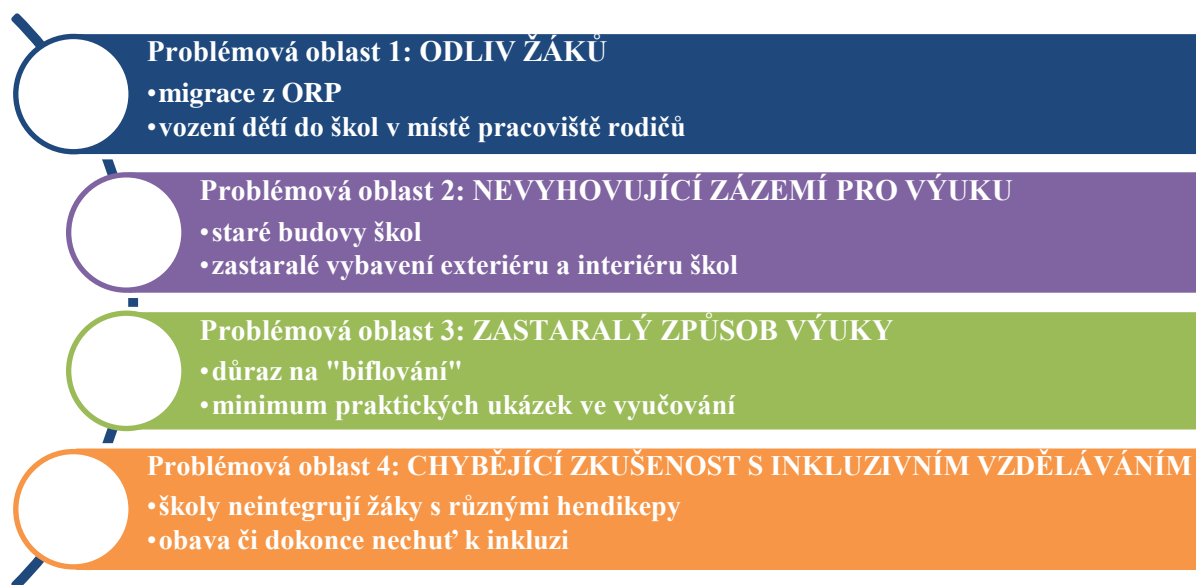 Problémová oblast 1: ODLIV ŽÁKŮ
•migrace z ORP
•vození dětí do škol v místě pracoviště rodičů
Problémová oblast 2: NEVYHOVUJÍCÍ ZÁZEMÍ PRO VÝUKU
•staré budovy škol
•zastaralé vybavení exteriéru a interiéru škol
Problémová oblast 3: ZASTARALÝ ZPŮSOB VÝUKY
•důraz na "biflování"
•minimum praktických ukázek ve vyučování
Problémová oblast 4: CHYBĚJÍCÍ ZKUŠENOST S INKLUZIVNÍM VZDĚLÁVÁNÍM
•školy neintegrují žáky s různými hendikepy
•obava či dokonce nechuť k inkluzi